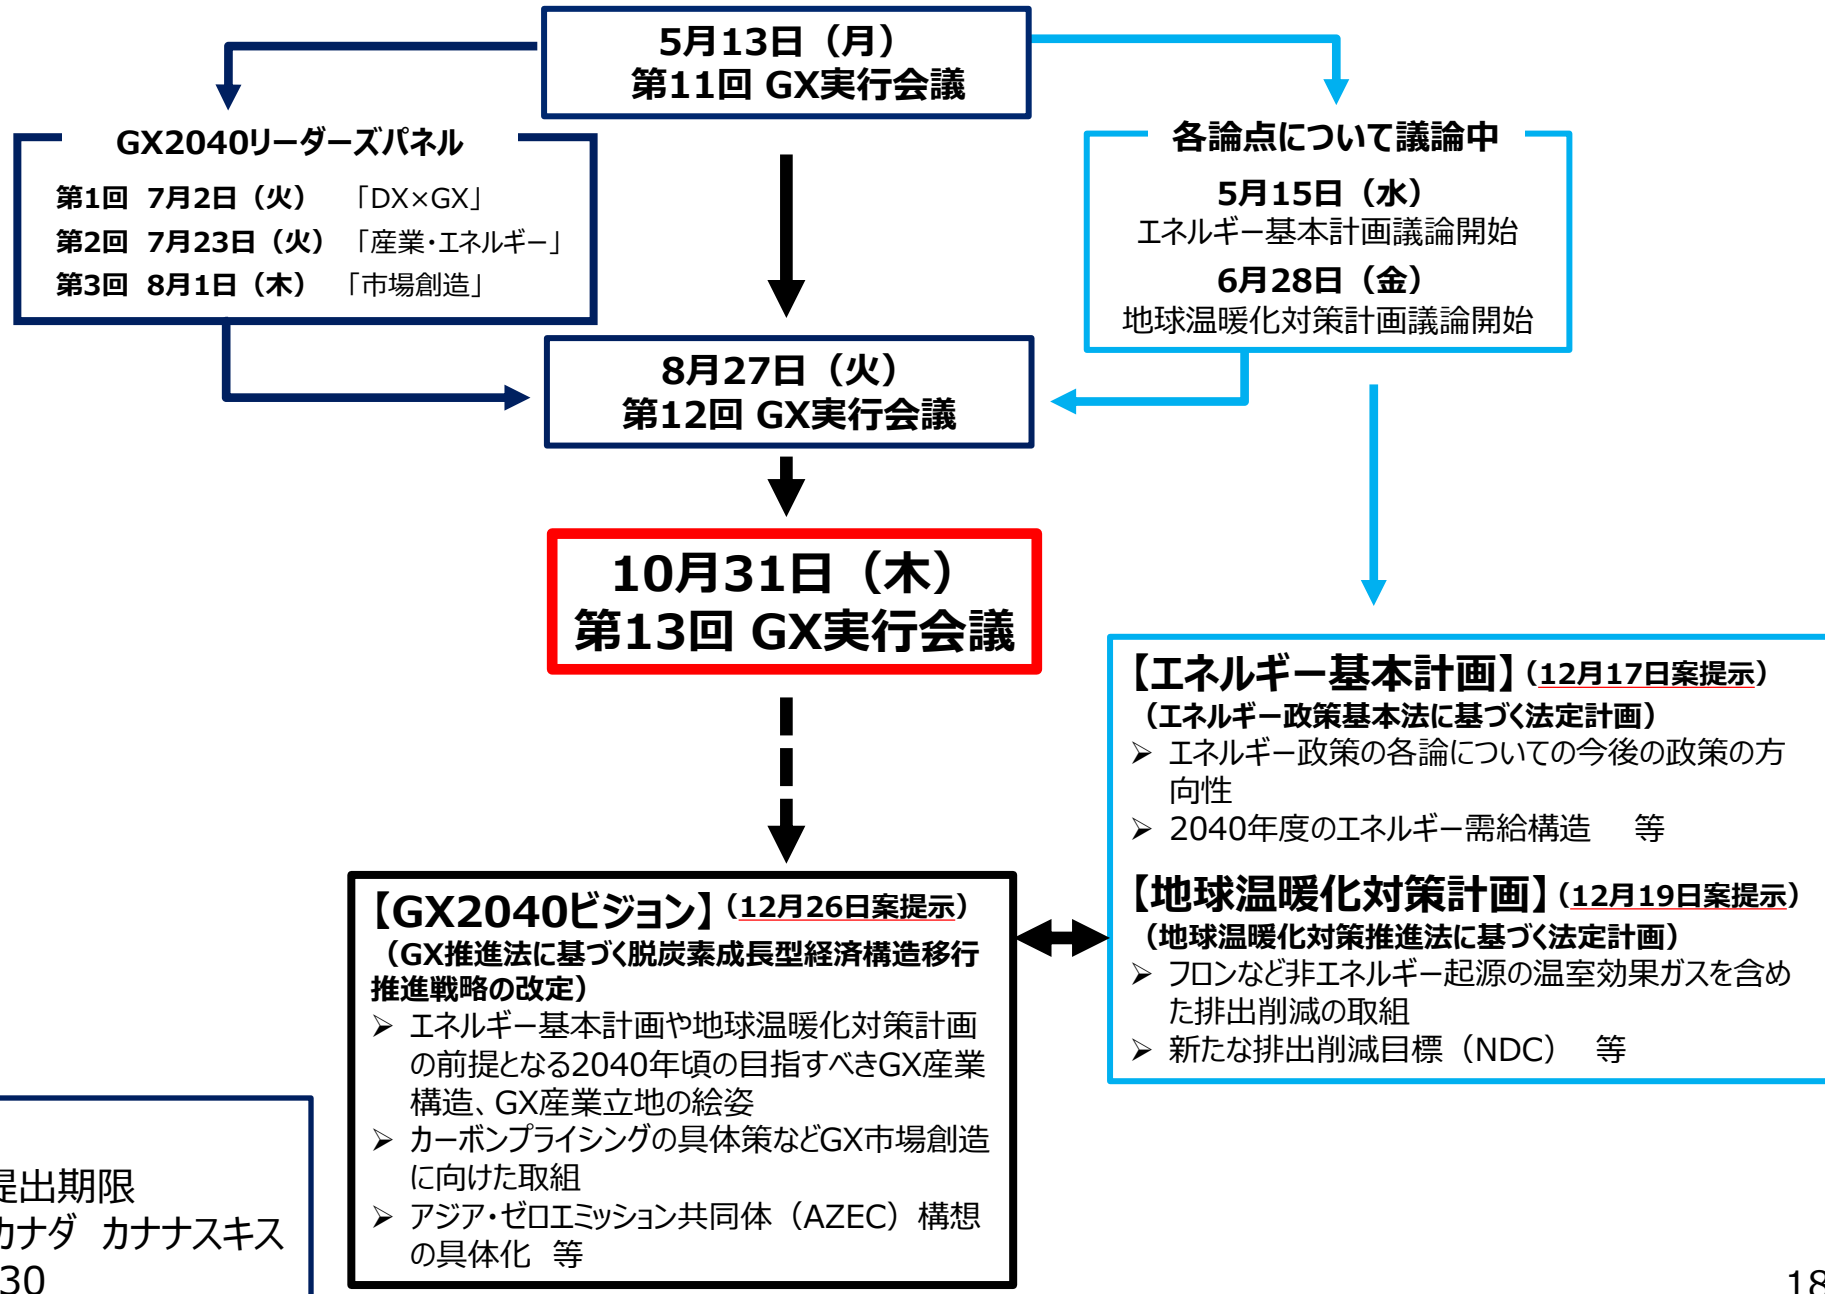 5月13日（月）
第11回 GX実行会議
GX2040リーダーズパネル
第1回 7月2日（火） 「DX×GX」
第2回 7月23日（火） 「産業・エネルギー」
第3回 8月1日（木） 「市場創造」
各論点について議論中
5月15日（水）
エネルギー基本計画議論開始
6月28日（金）
地球温暖化対策計画議論開始
8月27日（火）
第12回 GX実行会議
10月31日（木）
第13回 GX実行会議
【エネルギー基本計画】（12月17日案提示）
（エネルギー政策基本法に基づく法定計画）
➢ エネルギー政策の各論についての今後の政策の方
向性
➢ 2040年度のエネルギー需給構造 等
【地球温暖化対策計画】（12月19日案提示）
（地球温暖化対策推進法に基づく法定計画）
➢ フロンなど非エネルギー起源の温室効果ガスを含め
た排出削減の取組
➢ 新たな排出削減目標（NDC） 等
【GX2040ビジョン】（12月26日案提示）
（GX推進法に基づく脱炭素成長型経済構造移行
推進戦略の改定）
➢ エネルギー基本計画や地球温暖化対策計画
の前提となる2040年頃の目指すべきGX産業
構造、GX産業立地の絵姿
➢ カーボンプライシングの具体策などGX市場創造
に向けた取組
➢ アジア・ゼロエミッション共同体（AZEC）構想
の具体化 等
提出期限
カナダ カナナスキス
30
18